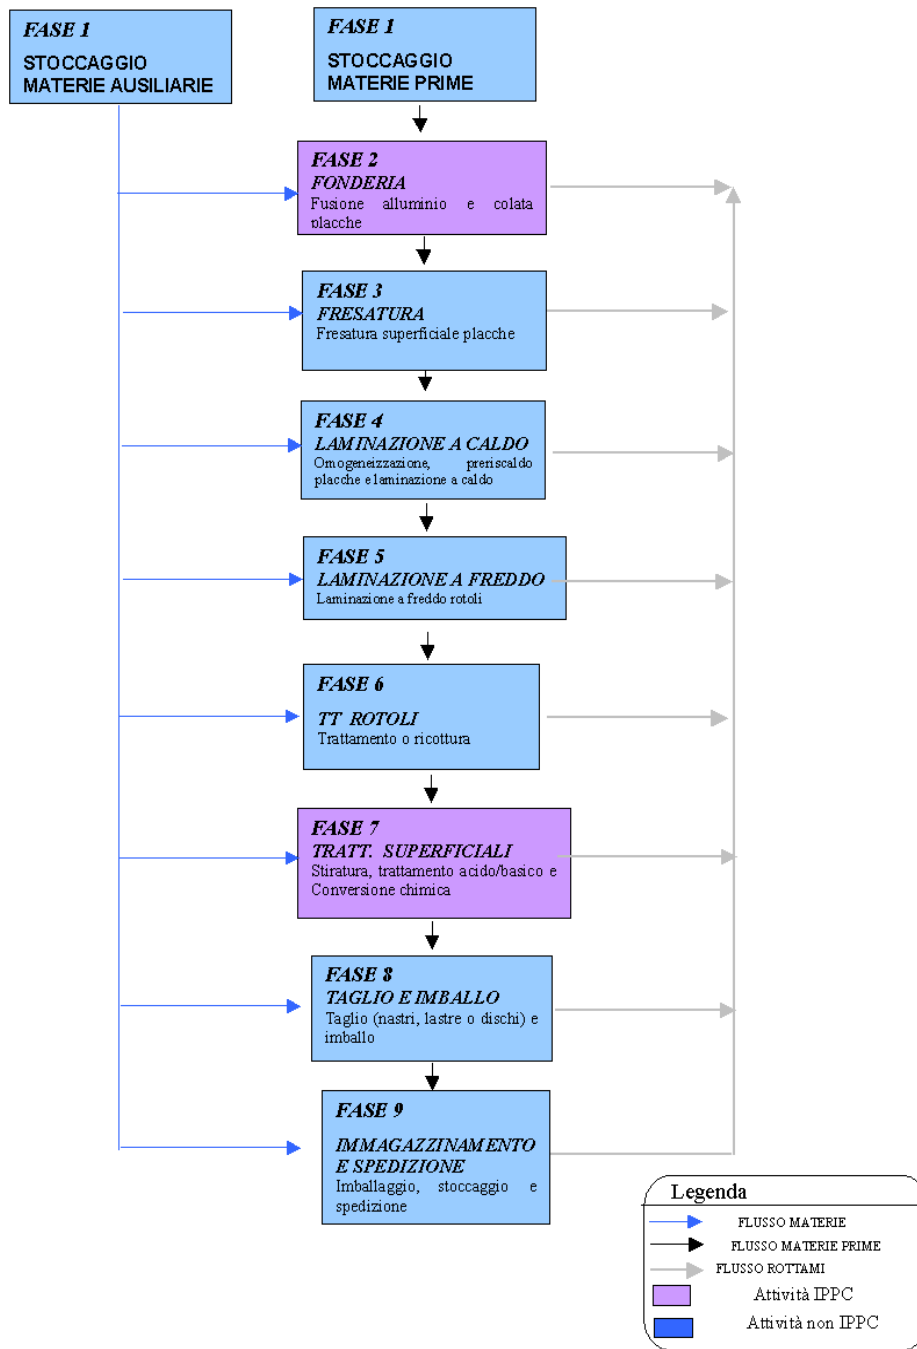 FASE 1
STOCCAGGIO
MATERIE AUSILIARIE
FASE 1
STOCCAGGIO
MATERIE PRIME
FASE 2
FONDERIA
Fusione alluminio e colata
placche
FASE 3
FRESATURA
Fresatura superficiale placche
FASE 4
LAMINAZIONE A CALDO
Omogeneizzazione, preriscaldo
placche e laminazione a caldo
FASE 5
LAMINAZIONE A FREDDO
Laminazione a freddo rotoli
FASE 6
TT ROTOLI
Trattamento o ricottura
FASE 7
TRATT. SUPERFICIALI
Stiratura, trattamento acido/basico e
Conversione chimica
FASE 8
TAGLIO E IMBALLO
Taglio (nastri, lastre o dischi) e
imballo
FASE 9
IMMAGAZZINAMENTO
E SPEDIZIONE
Imballaggio, stoccaggio e
spedizione
Legenda
FLUSSO MATERIE
FLUSSO MATERIE PRIME
FLUSSO ROTTAMI
Attività IPPC
Attività non IPPC